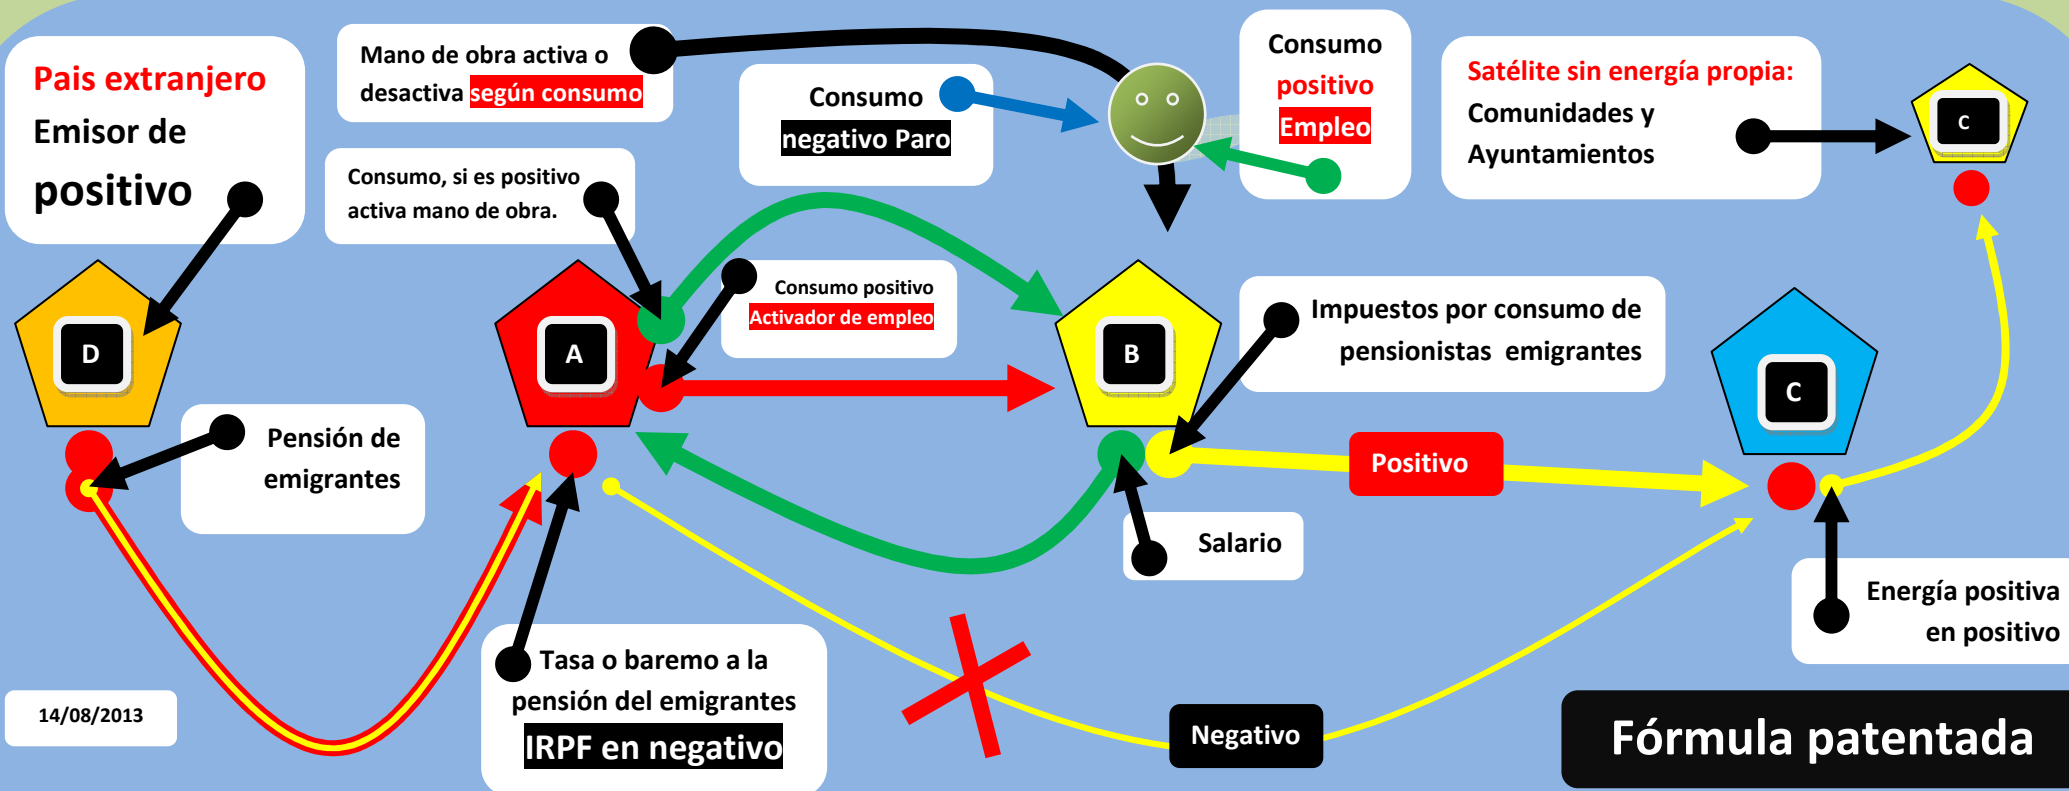 Pais extranjero
Emisor de
positivo
Mano de obra activa o
desactiva según consumo
Consumo
negativo Paro
Consumo
positivo
Empleo
Satélite sin energía propia:
Comunidades y
Ayuntamientos
C
Consumo, si es positivo
activa mano de obra.
Consumo positivo
Activador de empleo
Impuestos por consumo de
pensionistas emigrantes
D
A
B
C
Pensión de
emigrantes
Positivo
Salario
Energía positiva
en positivo
Tasa o baremo a la
pensión del emigrantes
IRPF en negativo
14/08/2013
Negativo
Fórmula patentada